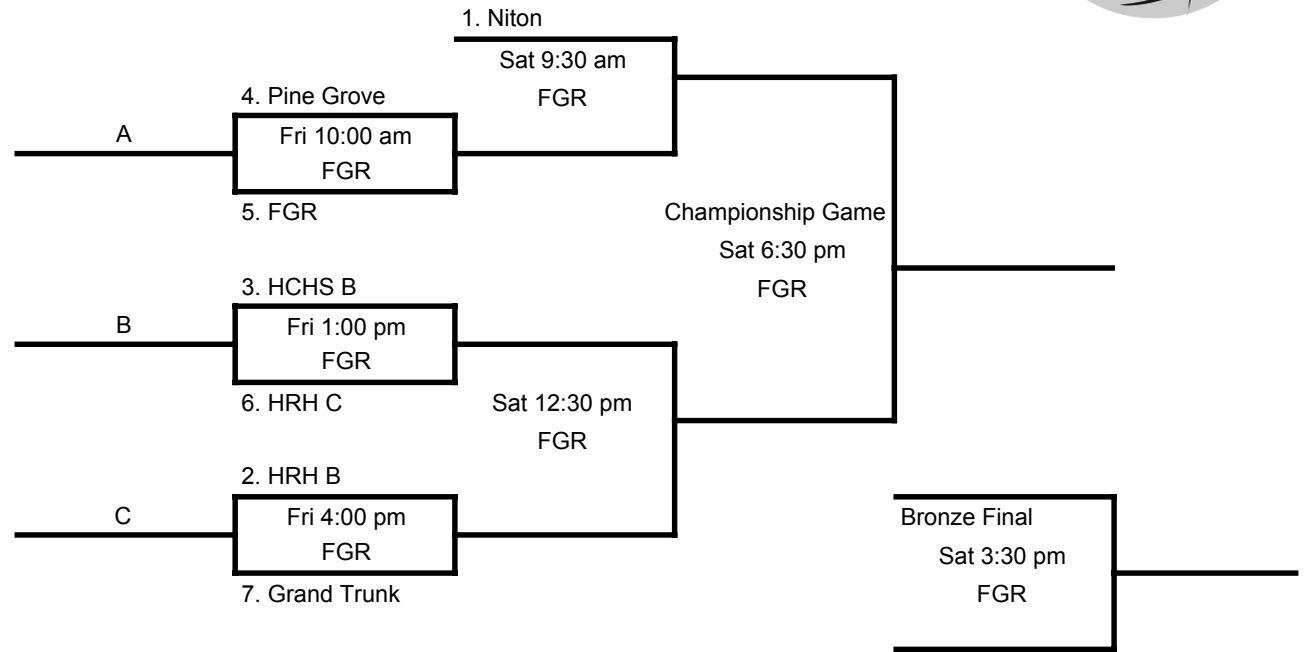 1. Niton
Sat 9:30 am
FGR
4. Pine Grove
A
Fri 10:00 am
FGR
5. FGR
Championship Game
Sat 6:30 pm
FGR
3. HCHS B
B
Fri 1:00 pm
FGR
6. HRH C
Sat 12:30 pm
FGR
2. HRH B
C
Fri 4:00 pm
FGR
7. Grand Trunk
Bronze Final
Sat 3:30 pm
FGR